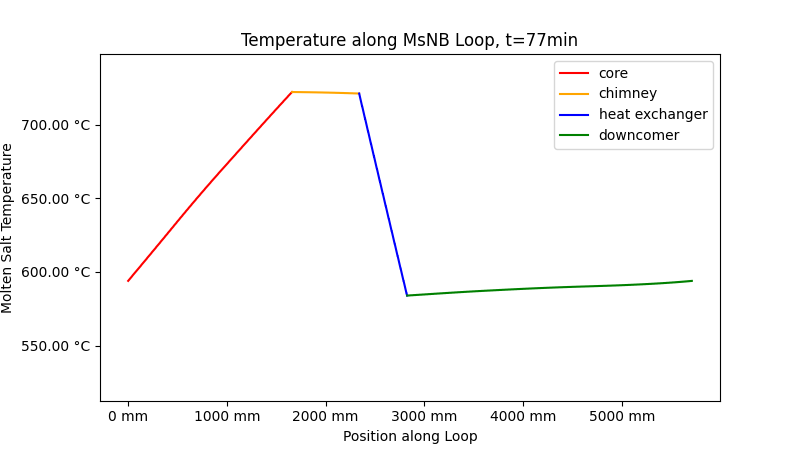 Temperature along MsNB Loop, t=77min
core
chimney
heat exchanger
downcomer
700.00 °C
650.00 °C
600.00 °C
550.00 °C
Molten Salt Temperature
0 mm
1000 mm
2000 mm
3000 mm
4000 mm
5000 mm
Position along Loop